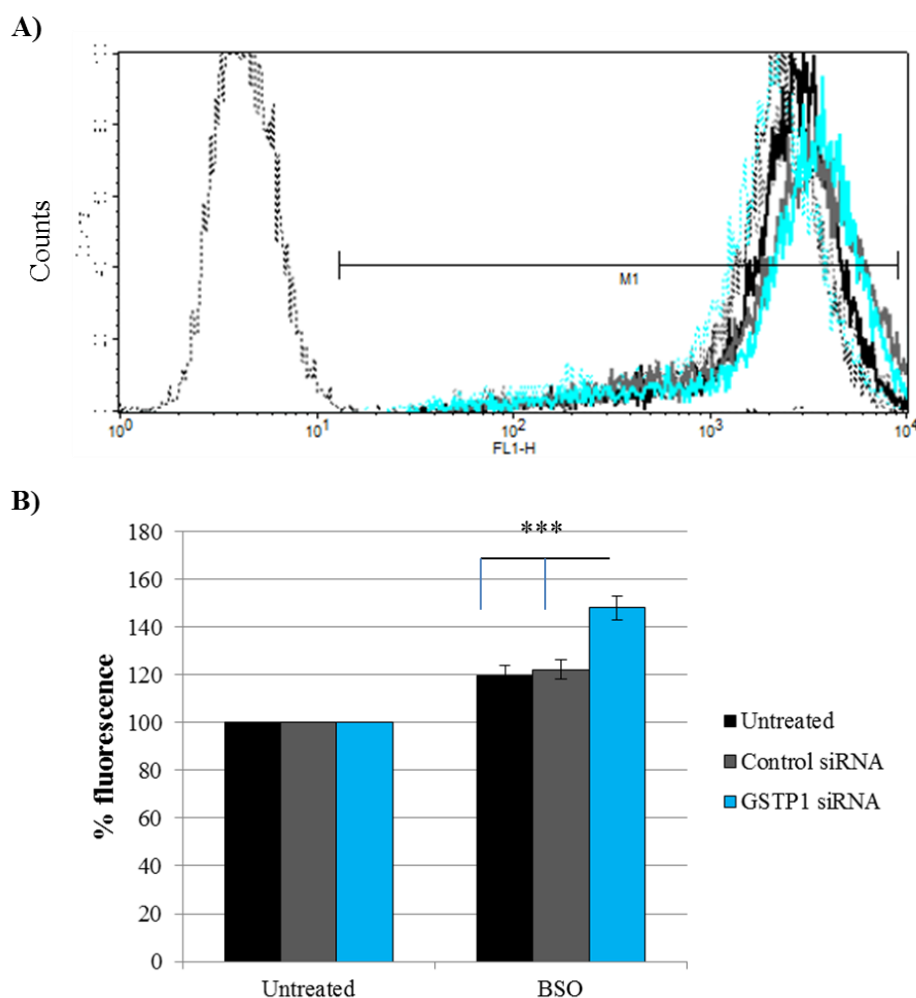 A)
Counts
M1
10⁰ 10¹ 10² 10³ 10⁴
FL1-H
B)
% fluorescence
180
160
140
120
100
80
60
40
20
0
***
Untreated
BSO
Untreated
Control siRNA
GSTP1 siRNA